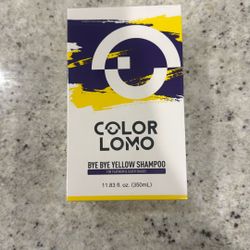 COLOR
LOMO
BYE BYE YELLOW SHAMPOO
11.83 fl. oz. (350mL)